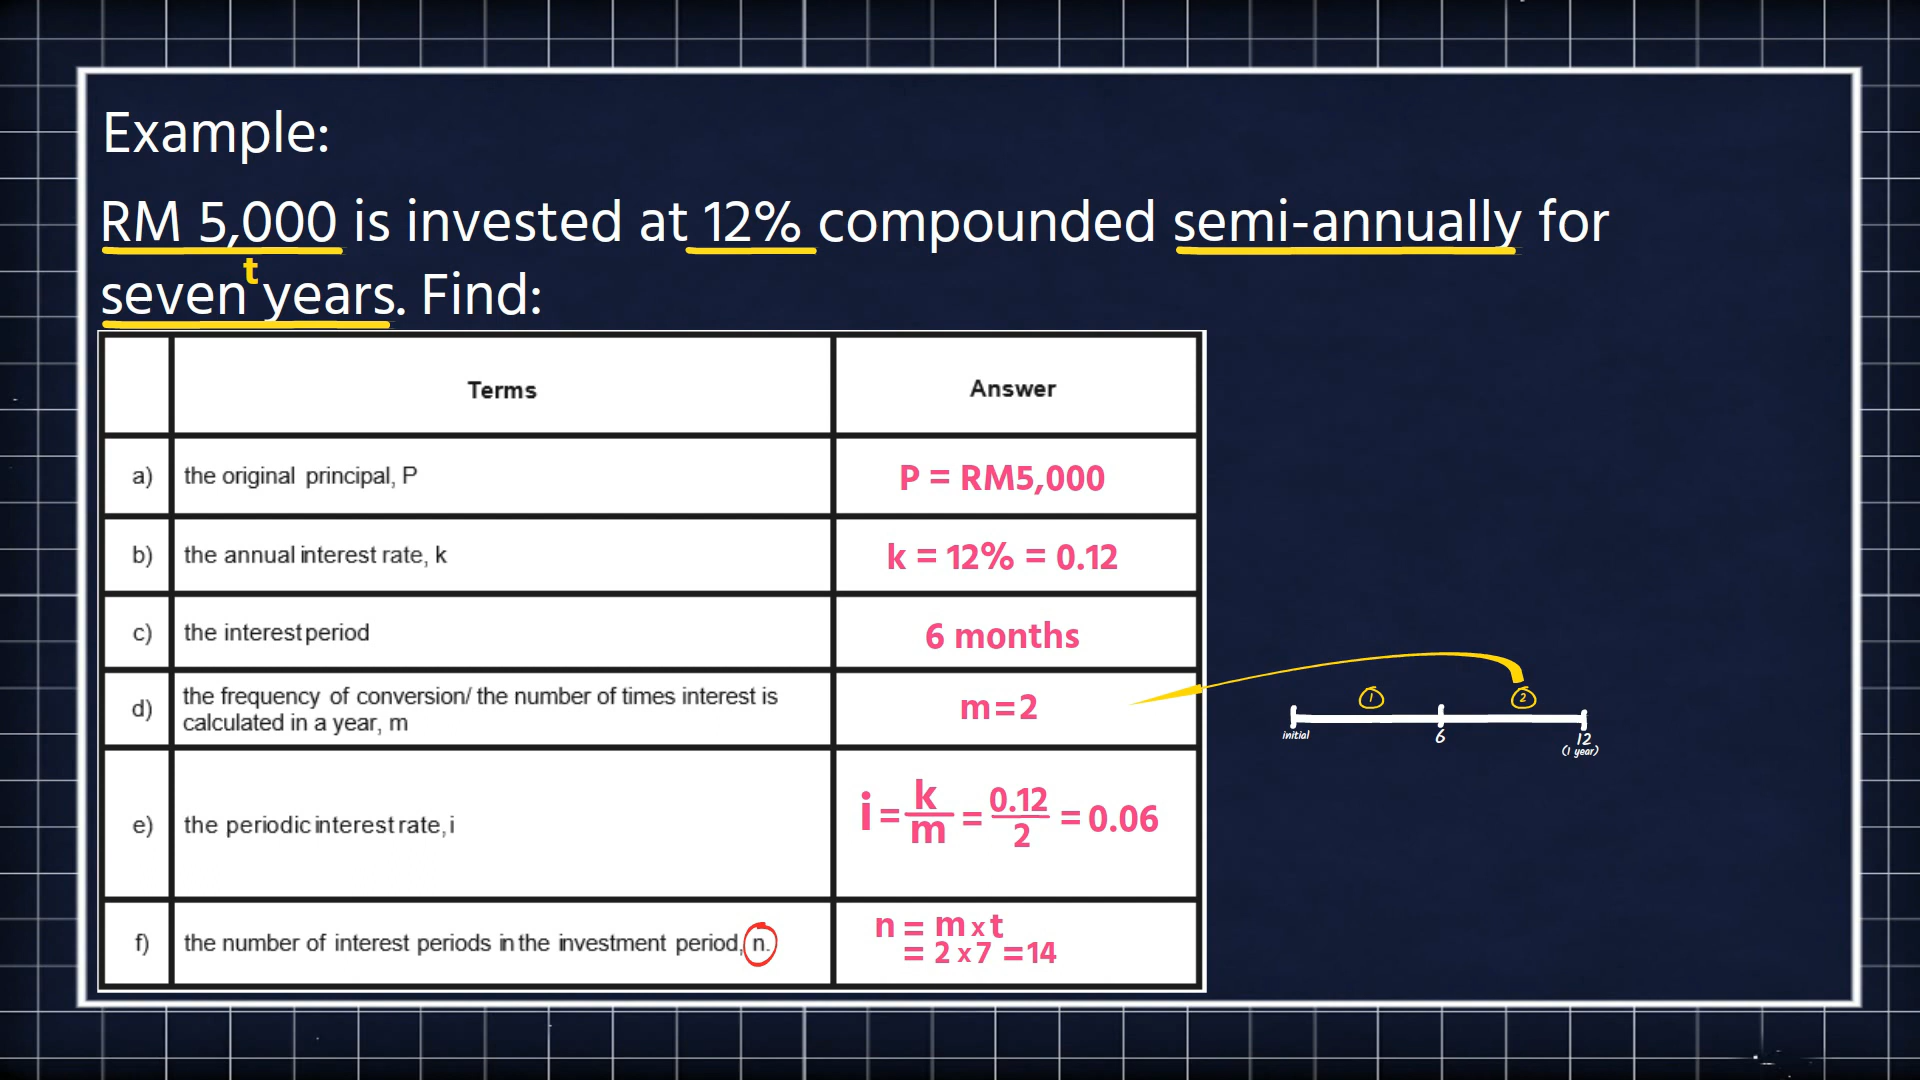 Example:
RM 5,000 is invested at 12% compounded semi-annually for
t
seven years. Find:
Terms Answer
a) the original principal, P P = RM5,000
b) the annual interest rate, k k = 12% = 0.12
c) the interest period 6 months
d) the frequency of conversion/ the number of times interest is
calculated in a year, m m=2
1 2
initial 6 12
(1 year)
e) the periodic interest rate, i i = k/m = 0.12/2 = 0.06
f) the number of interest periods in the investment period, n. n = m x t
= 2 x 7 = 14